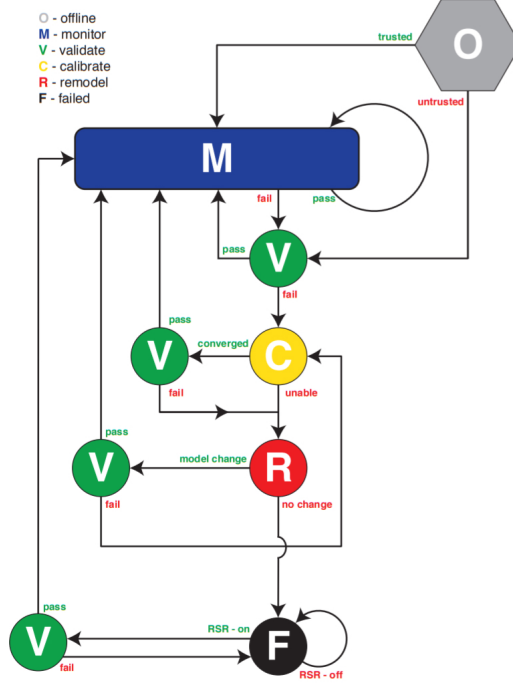 O - offline
M - monitor
V - validate
C - calibrate
R - remodel
F - failed
trusted
O
untrusted
M
fail
pass
pass
V
fail
pass
converged
V
C
fail
unable
pass
model change
V
R
fail
no change
pass
RSR - on
V
F
fail
RSR - off